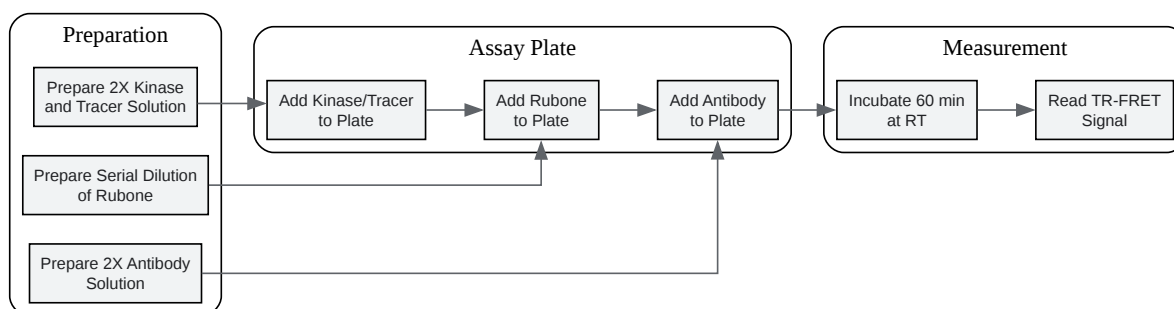 Preparation
Prepare 2X Kinase
and Tracer Solution
Prepare Serial Dilution
of Rubone
Prepare 2X Antibody
Solution
Assay Plate
Add Kinase/Tracer
to Plate
Add Rubone
to Plate
Add Antibody
to Plate
Measurement
Incubate 60 min
at RT
Read TR-FRET
Signal